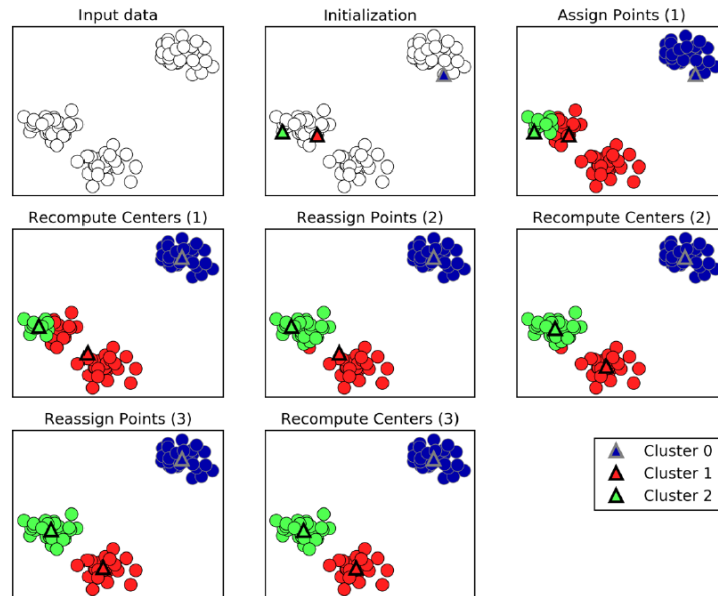 Input data
Initialization
Assign Points (1)
Recompute Centers (1)
Reassign Points (2)
Recompute Centers (2)
Reassign Points (3)
Recompute Centers (3)
Cluster 0
Cluster 1
Cluster 2